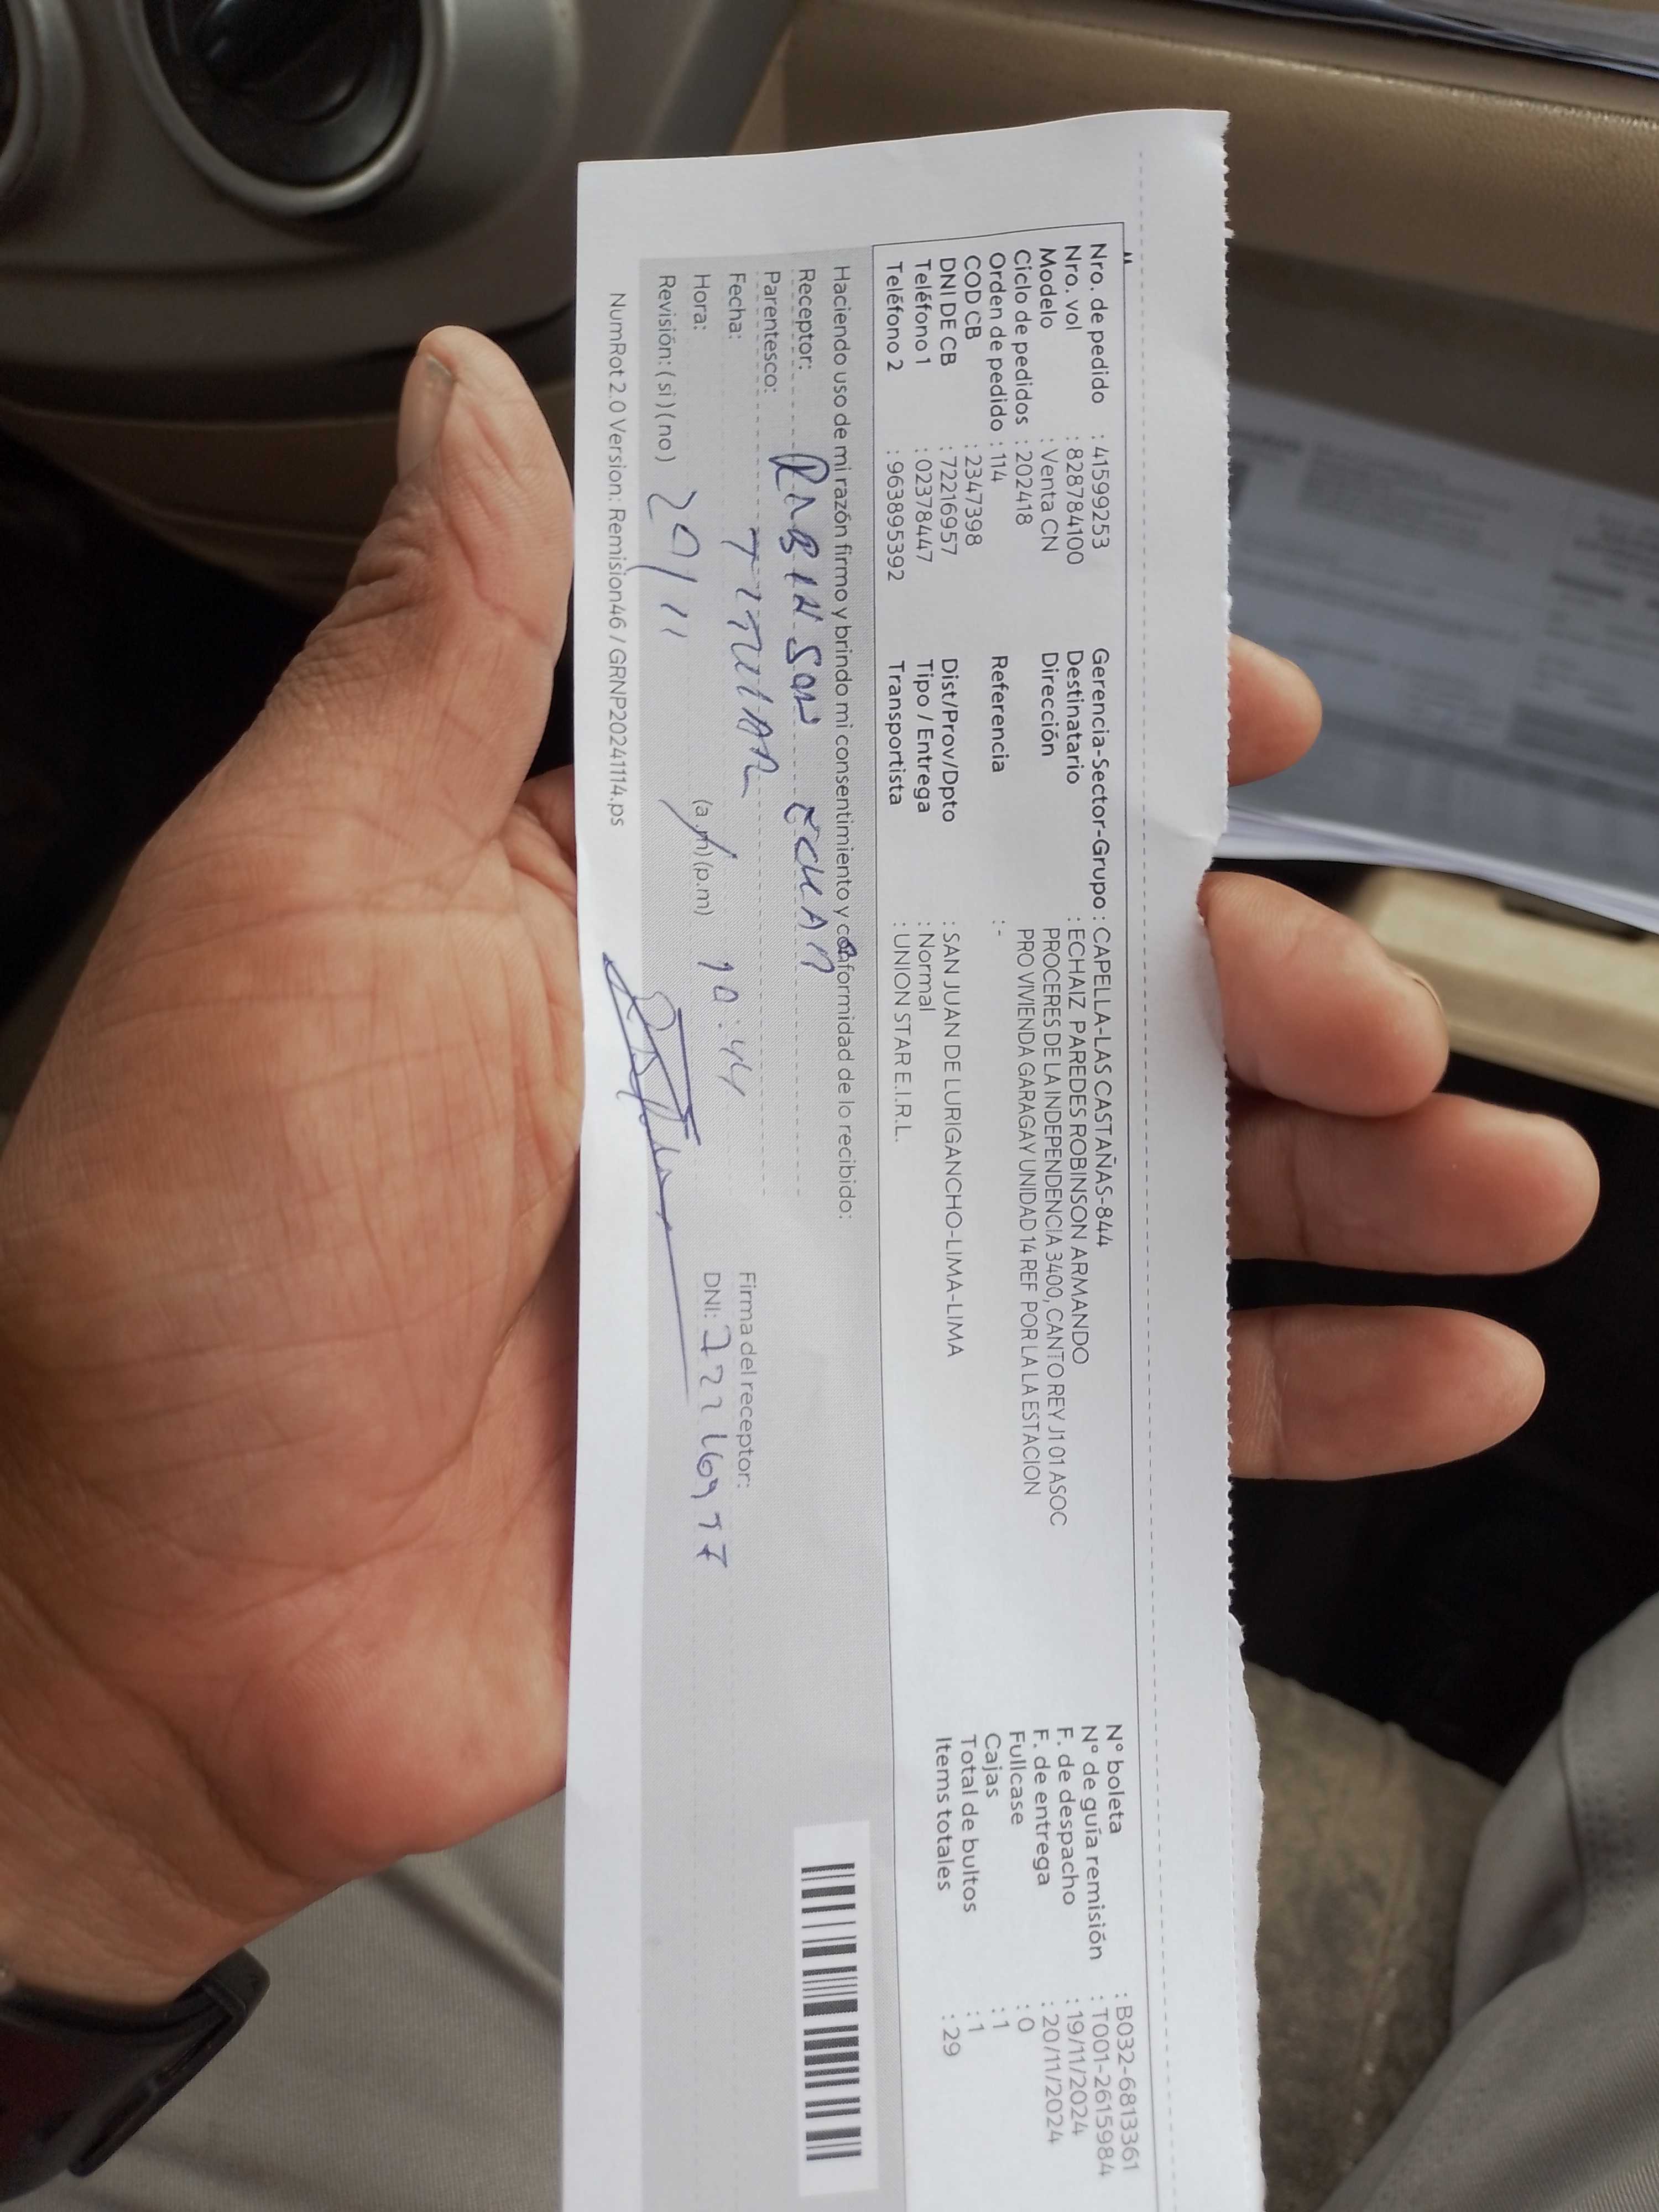 Nro. de pedido : 41599253
Nro. vol : 828784100
Modelo : Venta CN
Ciclo de pedidos : 202418
Orden de pedido : 114
COD CB : 2347398
DNI DE CB : 72216957
Teléfono 1 : 02378447
Teléfono 2 : 963895392
Gerencia-Sector-Grupo : CAPELLA-LAS CASTAÑAS-844
Destinatario : ECHAIZ PAREDES ROBINSON ARMANDO
Dirección PROCERES DE LA INDEPENDENCIA 3400, CANTO REY J1 01 ASOC
PRO VIVIENDA GARAGAY UNIDAD 14 REF POR LA LA ESTACION
Referencia : -
Dist/Prov/Dpto : SAN JUAN DE LURIGANCHO-LIMA-LIMA
Tipo / Entrega : Normal
Transportista : UNION STAR E.I.R.L.
N° boleta : B032-6813361
N° de guía remisión : T001-2615984
F. de despacho : 19/11/2024
F. de entrega : 20/11/2024
Fullcase : 0
Cajas : 1
Total de bultos : 1
Items totales : 29
Haciendo uso de mi razón firmo y brindo mi consentimiento y conformidad de lo recibido:
Receptor:
Parentesco: TITULAR
Fecha:
Hora: (a.m) (p.m) 10:44
Revisión: ( si ) ( no )
Firma del receptor:
DNI:
NumRot 2.0 Version: Remision46 / GRNP20241114.ps